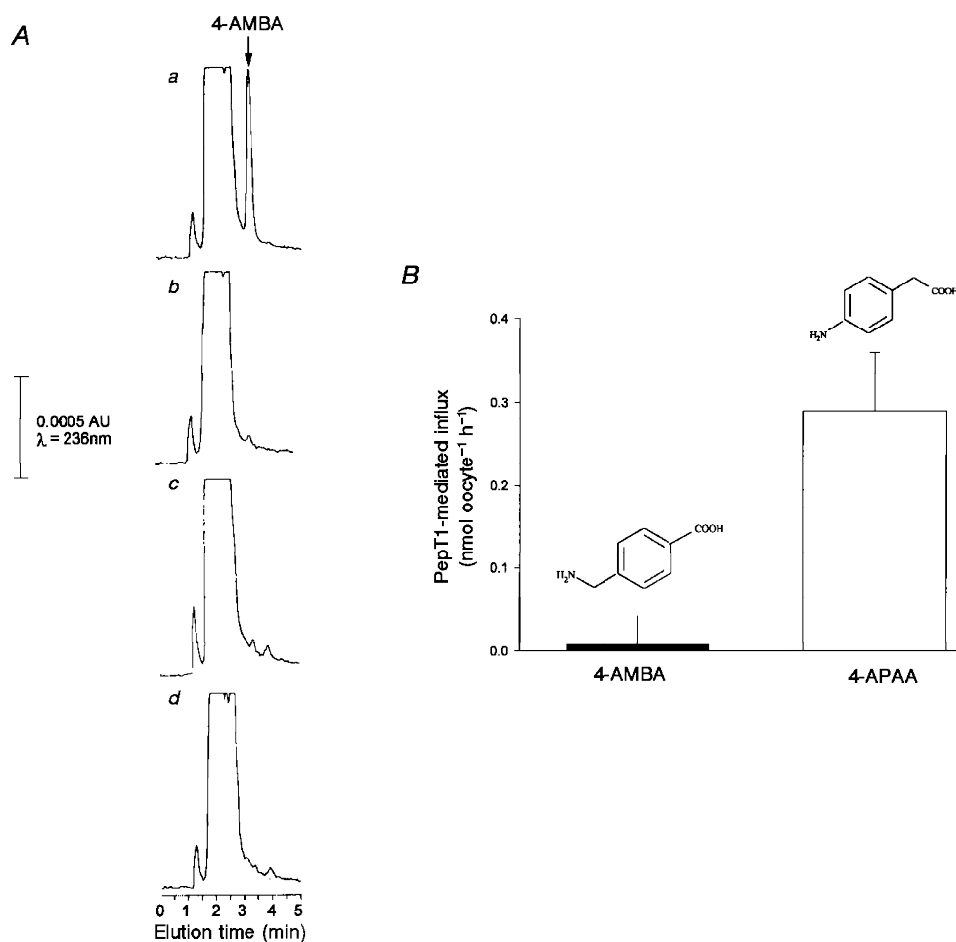 A
4-AMBA
a
b
0.0005 AU
λ = 236nm
c
d
0 1 2 3 4 5
Elution time (min)
B
PepT1-mediated influx
(nmol oocyte⁻¹ h⁻¹)
0.4
0.3
0.2
0.1
0.0
H₂N
COOH
H₂N
COOH
4-AMBA
4-APAA